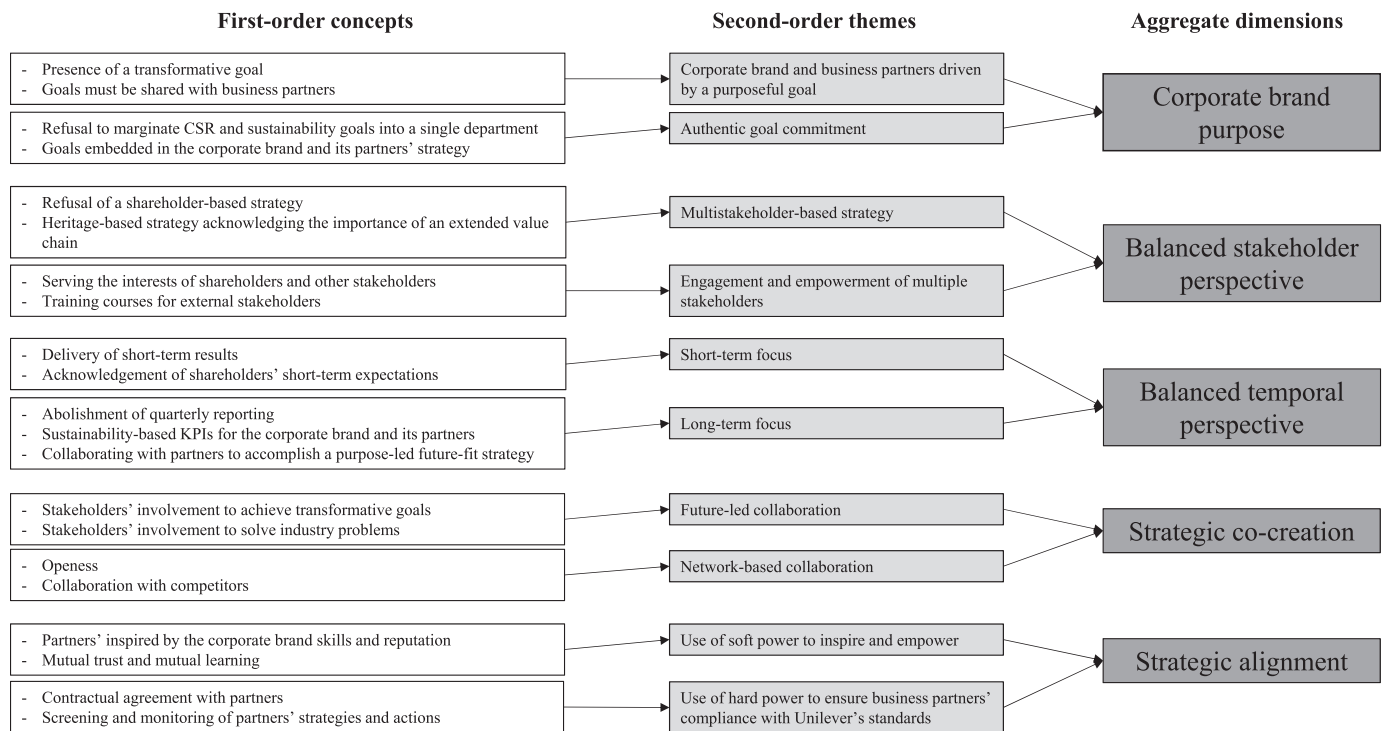 First-order concepts
Second-order themes
Aggregate dimensions
- Presence of a transformative goal
- Goals must be shared with business partners
Corporate brand and business partners driven
by a purposeful goal
- Refusal to marginate CSR and sustainability goals into a single department
- Goals embedded in the corporate brand and its partners’ strategy
Authentic goal commitment
Corporate brand
purpose
- Refusal of a shareholder-based strategy
- Heritage-based strategy acknowledging the importance of an extended value
chain
Multistakeholder-based strategy
- Serving the interests of shareholders and other stakeholders
- Training courses for external stakeholders
Engagement and empowerment of multiple
stakeholders
Balanced stakeholder
perspective
- Delivery of short-term results
- Acknowledgement of shareholders’ short-term expectations
Short-term focus
- Abolishment of quarterly reporting
- Sustainability-based KPIs for the corporate brand and its partners
- Collaborating with partners to accomplish a purpose-led future-fit strategy
Long-term focus
Balanced temporal
perspective
- Stakeholders’ involvement to achieve transformative goals
- Stakeholders’ involvement to solve industry problems
Future-led collaboration
- Openess
- Collaboration with competitors
Network-based collaboration
Strategic co-creation
- Partners’ inspired by the corporate brand skills and reputation
- Mutual trust and mutual learning
Use of soft power to inspire and empower
- Contractual agreement with partners
- Screening and monitoring of partners’ strategies and actions
Use of hard power to ensure business partners’
compliance with Unilever’s standards
Strategic alignment